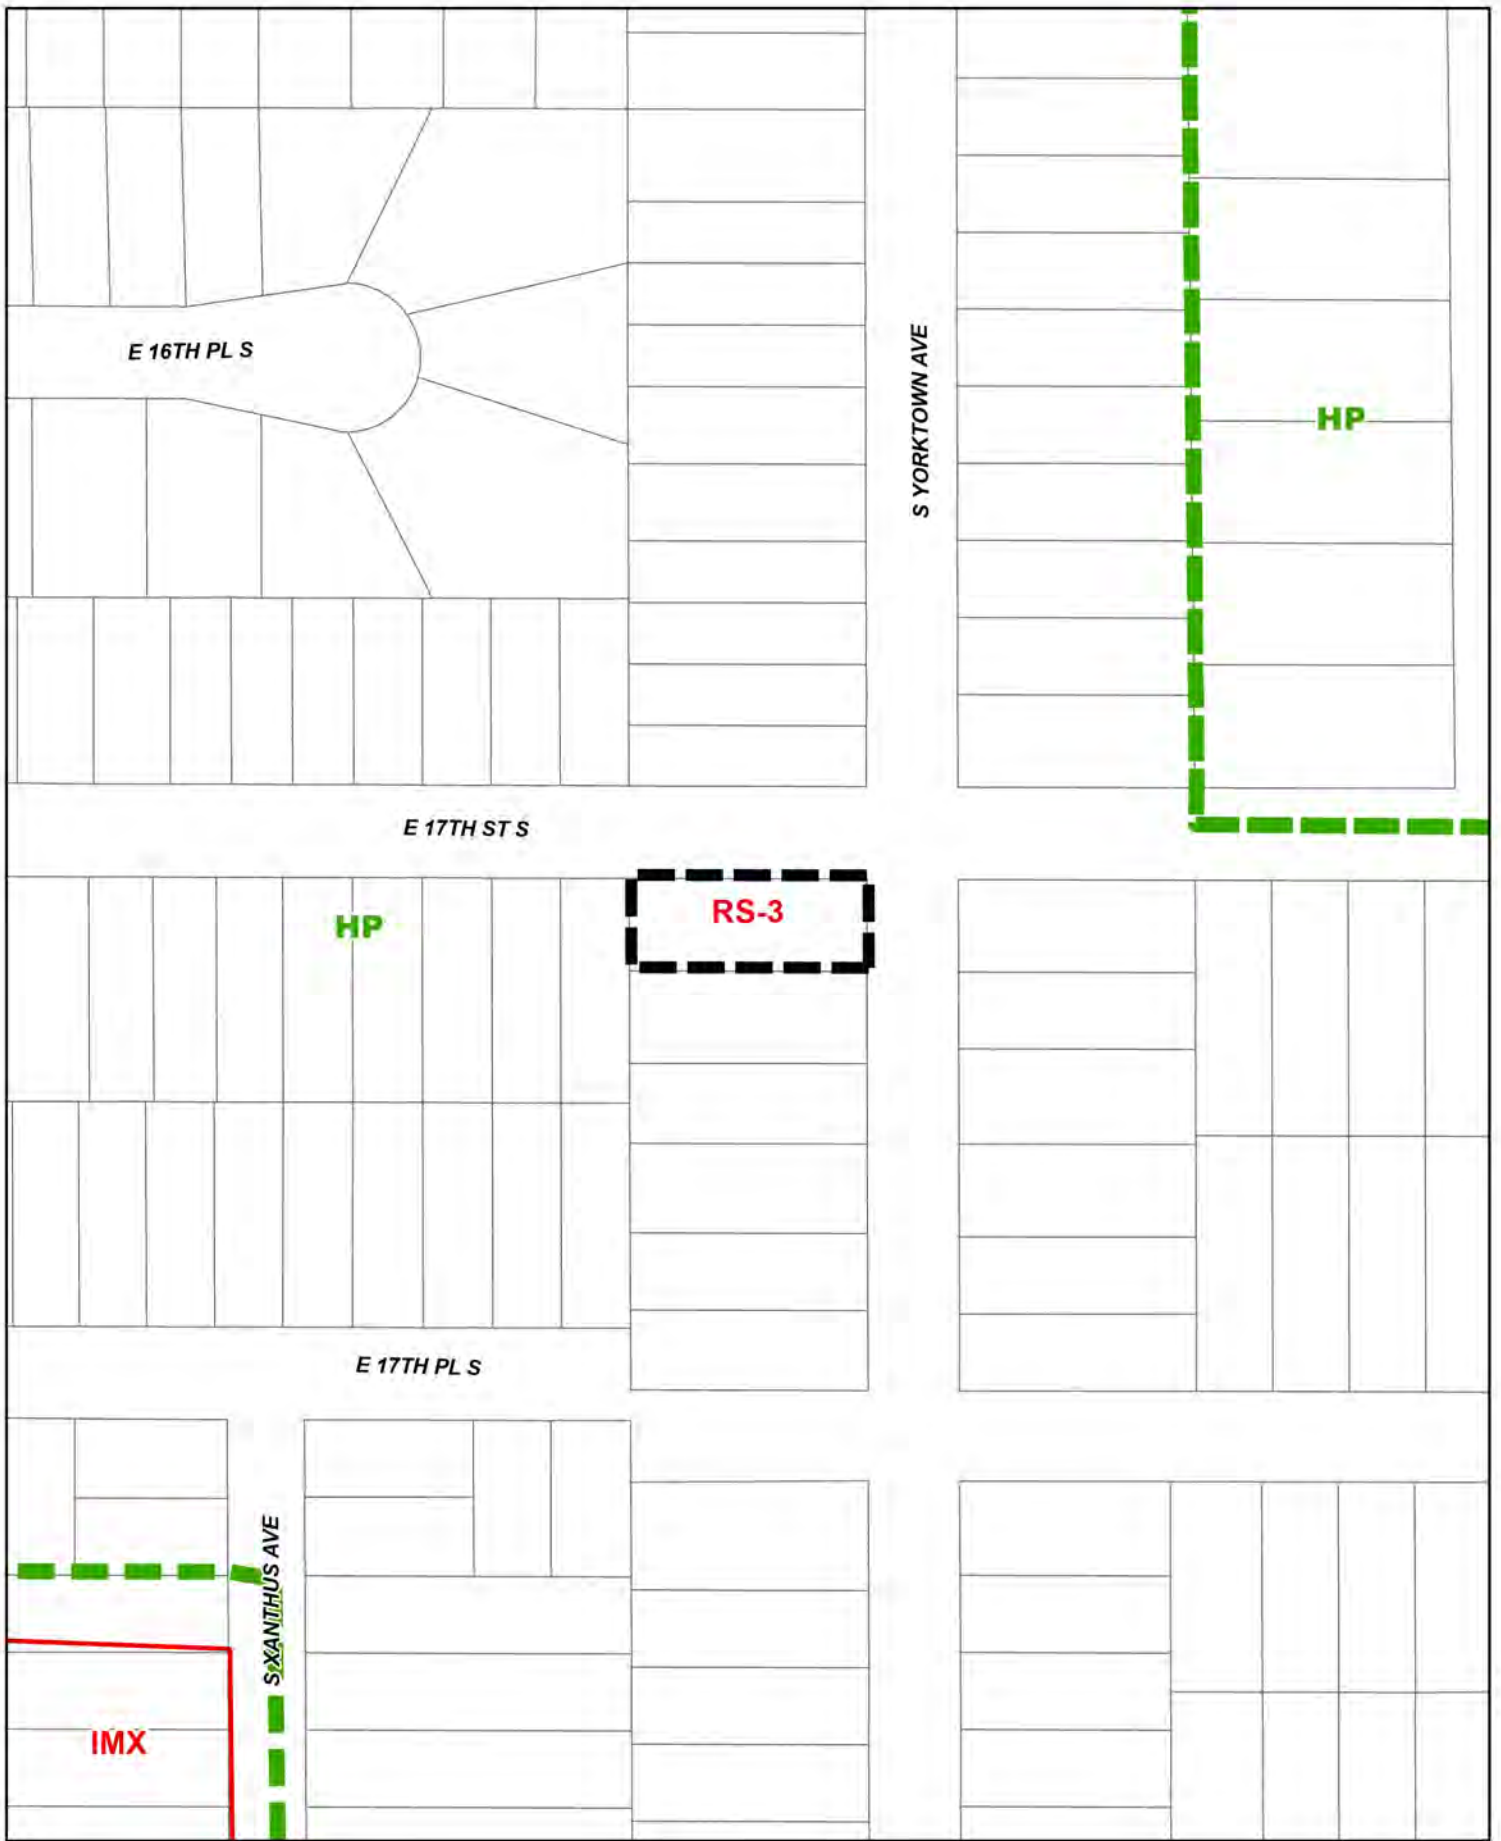 E 16TH PL S
S YORKTOWN AVE
HP
E 17TH ST S
RS-3
HP
E 17TH PL S
S XANTHUS AVE
IMX